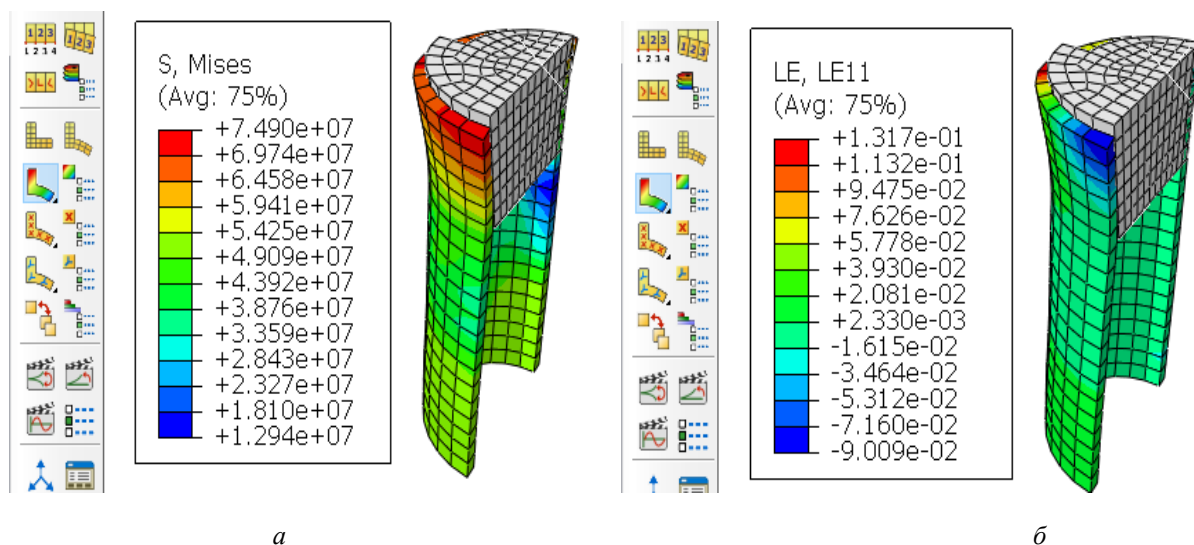 S, Mises
(Avg: 75%)
+7.490e+07
+6.974e+07
+6.458e+07
+5.941e+07
+5.425e+07
+4.909e+07
+4.392e+07
+3.876e+07
+3.359e+07
+2.843e+07
+2.327e+07
+1.810e+07
+1.294e+07
LE, LE11
(Avg: 75%)
+1.317e-01
+1.132e-01
+9.475e-02
+7.626e-02
+5.778e-02
+3.930e-02
+2.081e-02
+2.330e-03
-1.615e-02
-3.464e-02
-5.312e-02
-7.160e-02
-9.009e-02
а
б